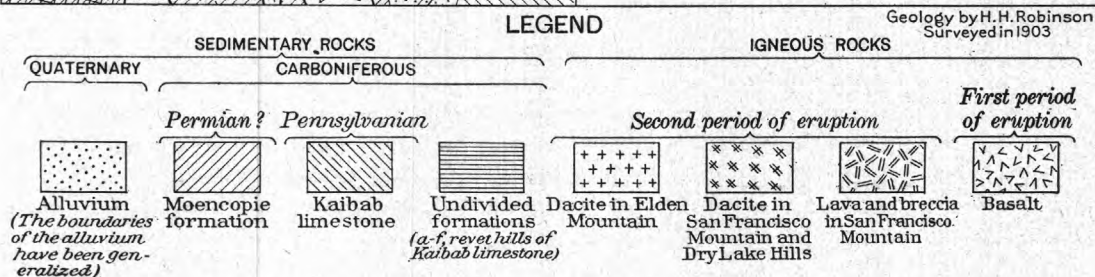 LEGEND
Geology by H.H. Robinson
Surveyed in 1903
SEDIMENTARY ROCKS
IGNEOUS ROCKS
QUATERNARY
CARBONIFEROUS
Permian?
Pennsylvanian
Second period of eruption
First period
of eruption
Alluvium
(The boundaries
of the alluvium
have been gen-
eralized)
Moencopie
formation
Kaibab
limestone
Undivided
formations
(a-f, revet hills of
Kaibab limestone)
Dacite in Elden
Mountain
Dacite in
San Francisco
Mountain and
Dry Lake Hills
Lava and breccia
in San Francisco
Mountain
Basalt